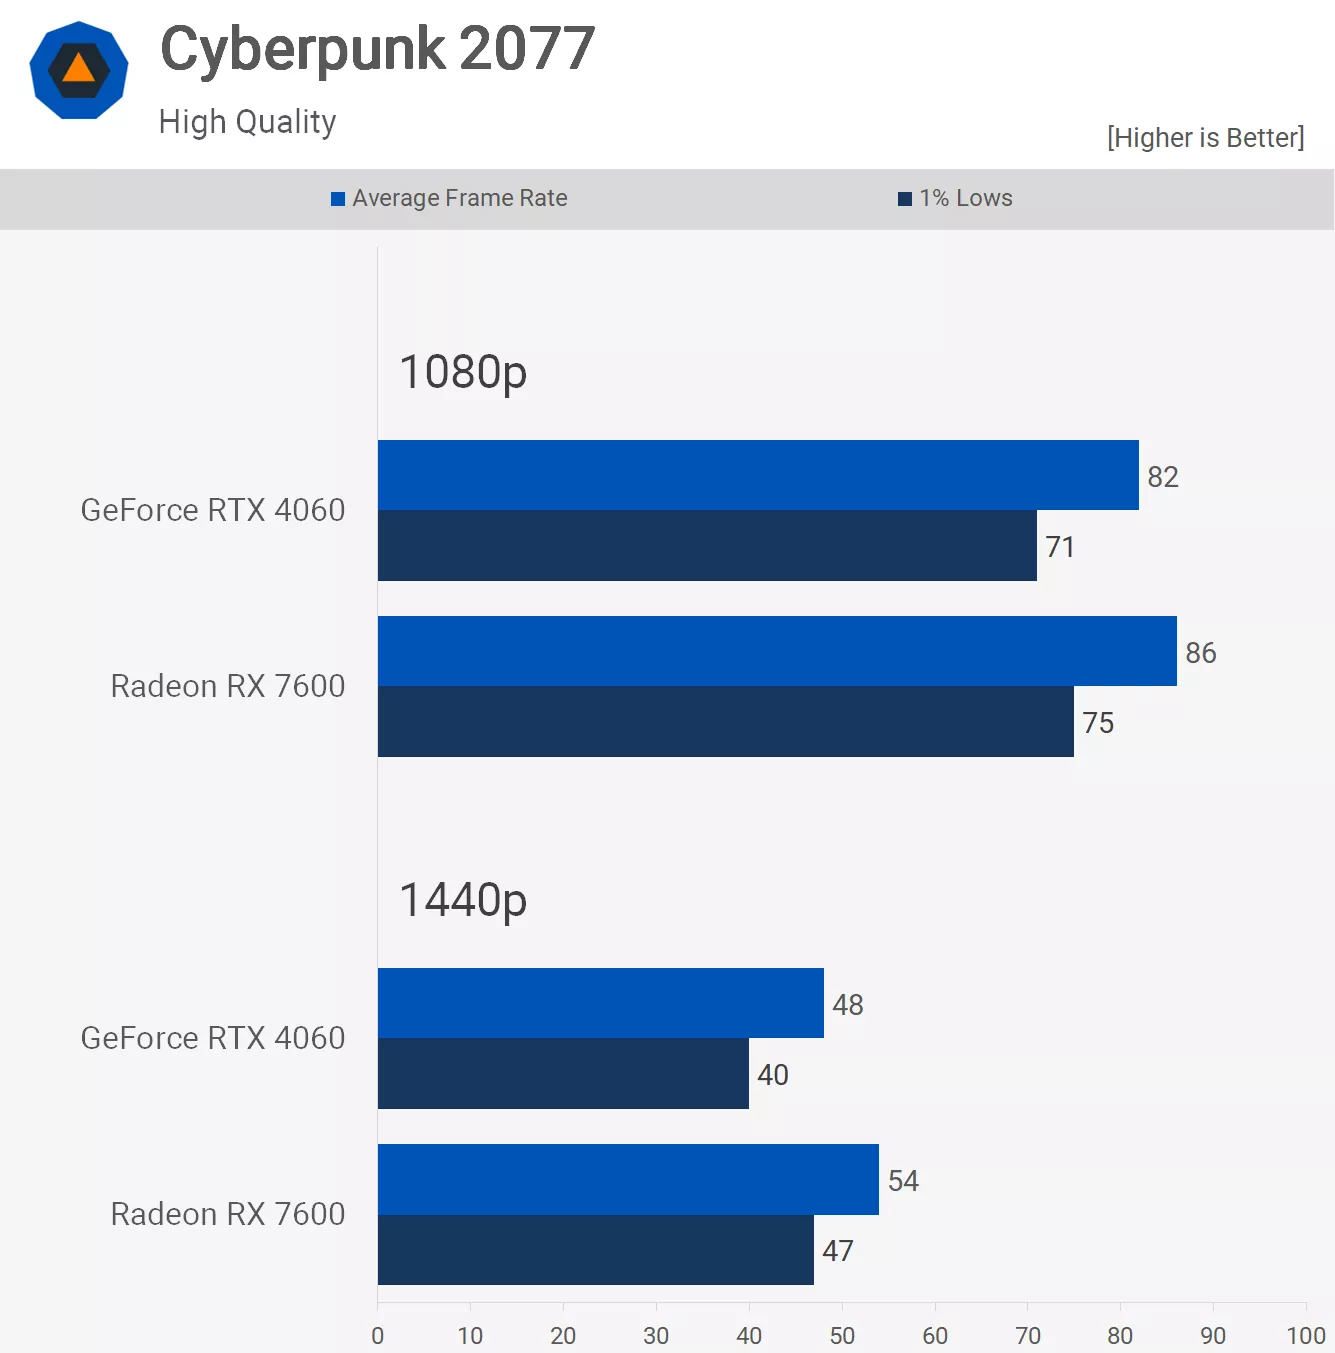 Cyberpunk 2077
High Quality
[Higher is Better]
Average Frame Rate 1% Lows
1080p
GeForce RTX 4060
82
71
Radeon RX 7600
86
75
1440p
GeForce RTX 4060
48
40
Radeon RX 7600
54
47
0 10 20 30 40 50 60 70 80 90 100